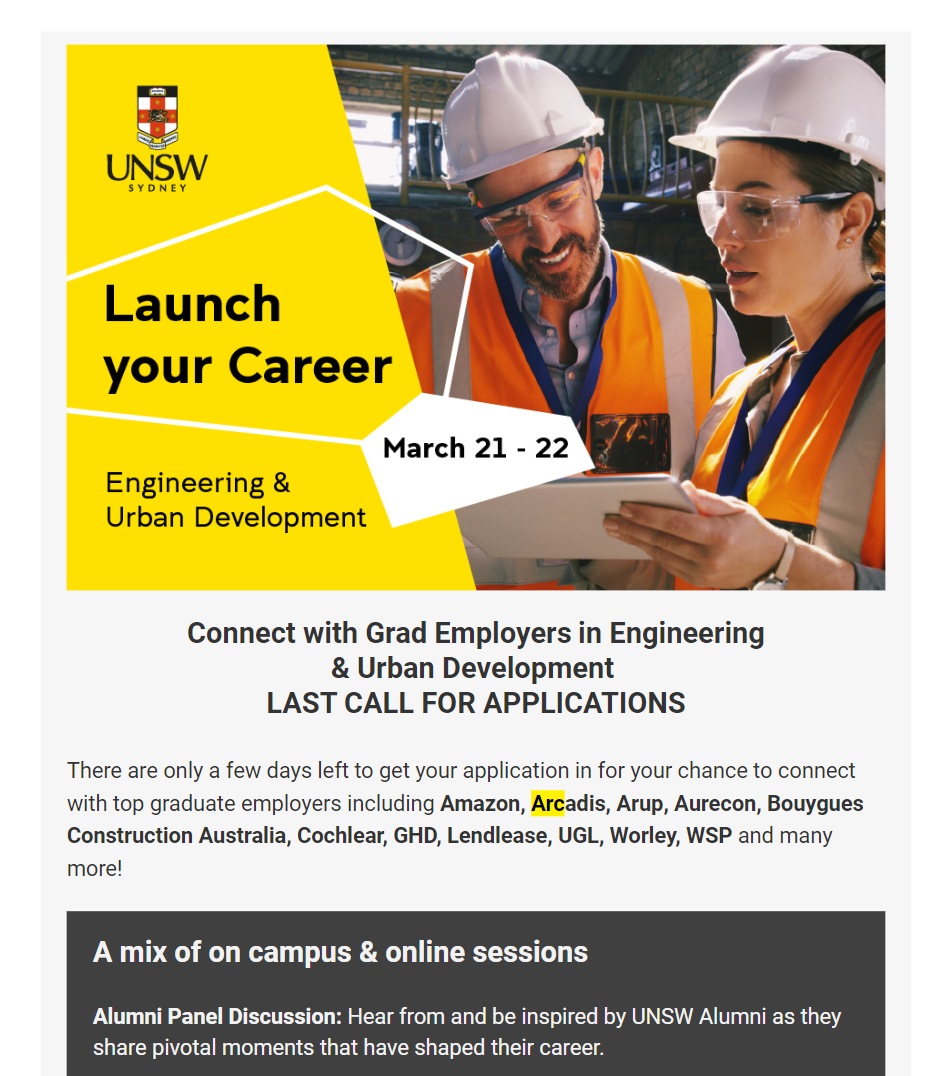 UNSW
SYDNEY
Launch
your Career
March 21 - 22
Engineering &
Urban Development
Connect with Grad Employers in Engineering
& Urban Development
LAST CALL FOR APPLICATIONS
There are only a few days left to get your application in for your chance to connect
with top graduate employers including Amazon, Arcadis, Arup, Aurecon, Bouygues
Construction Australia, Cochlear, GHD, Lendlease, UGL, Worley, WSP and many
more!
A mix of on campus & online sessions
Alumni Panel Discussion: Hear from and be inspired by UNSW Alumni as they
share pivotal moments that have shaped their career.